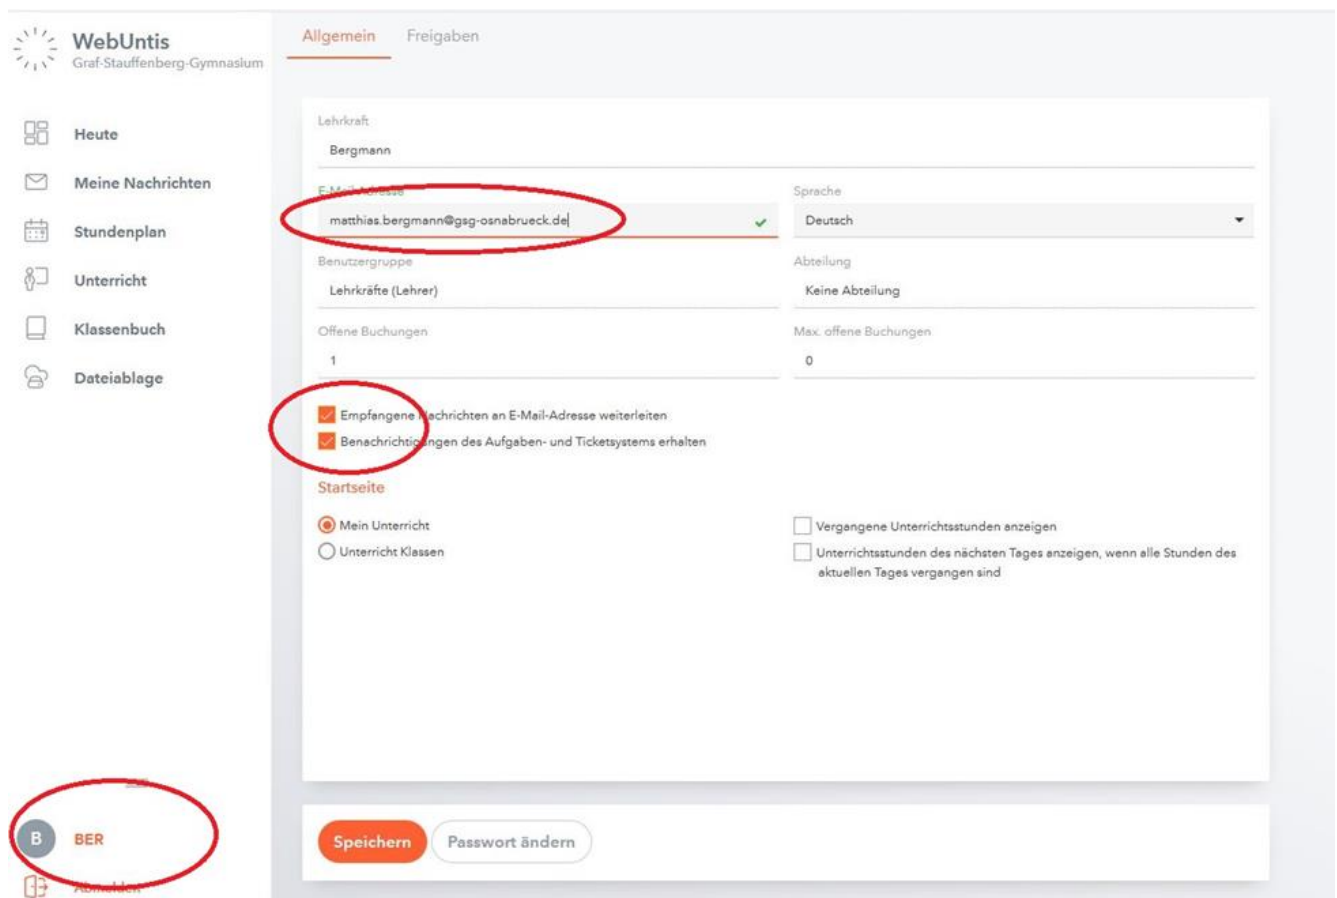 WebUntis
Graf-Stauffenberg-Gymnasium
Heute
Meine Nachrichten
Stundenplan
Unterricht
Klassenbuch
Dateiablage
B BER
Abmelden
Allgemein Freigaben
Lehrkraft
Bergmann
E-Mail-Adresse Sprache
matthias.bergmann@gsg-osnabrueck.de Deutsch
Benutzergruppe Abteilung
Lehrkräfte (Lehrer) Keine Abteilung
Offene Buchungen Max. offene Buchungen
1 0
Empfangene Nachrichten an E-Mail-Adresse weiterleiten
Benachrichtigungen des Aufgaben- und Ticketsystems erhalten
Startseite
Mein Unterricht Vergangene Unterrichtsstunden anzeigen
Unterricht Klassen Unterrichtsstunden des nächsten Tages anzeigen, wenn alle Stunden des
aktuellen Tages vergangen sind
Speichern Passwort ändern